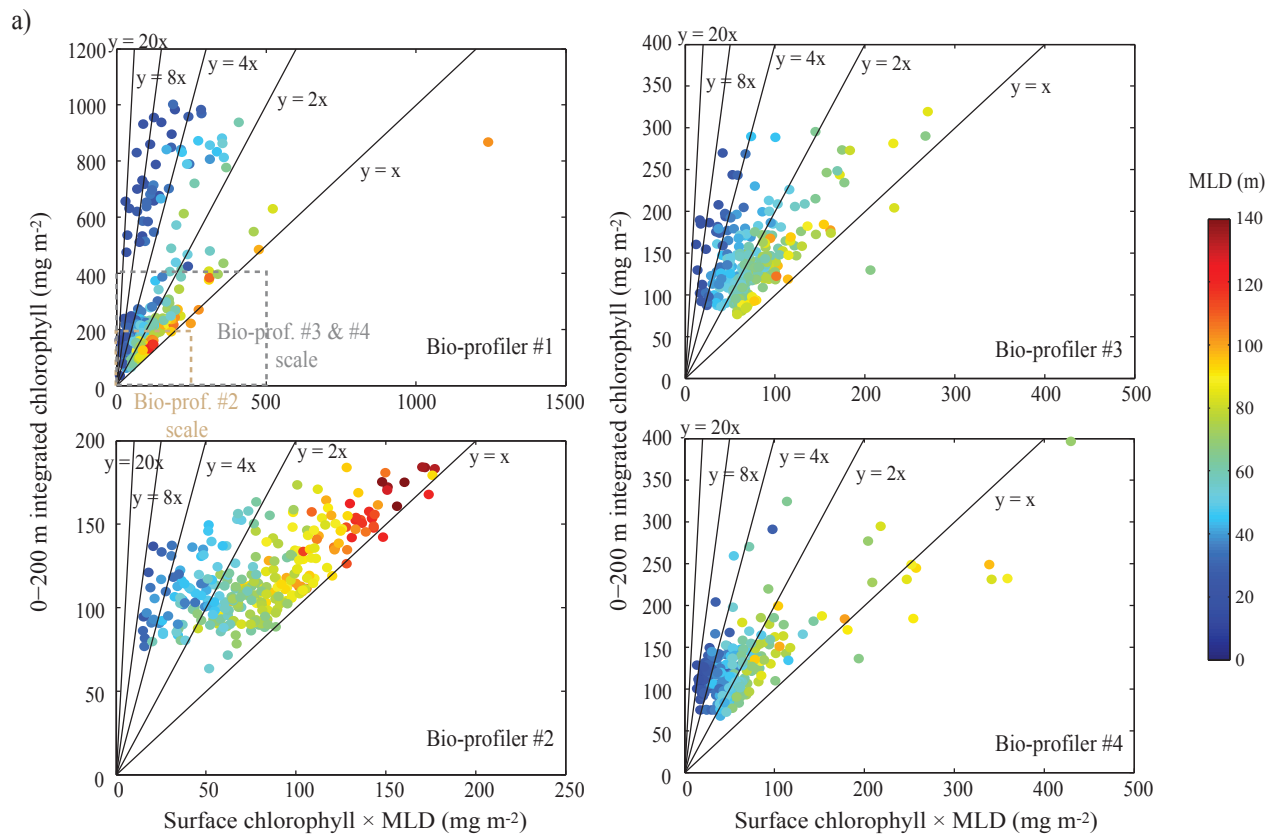 a)
0–200 m integrated chlorophyll (mg m-2)
1200
1000
800
600
400
200
0
y = 20x
y = 8x
y = 4x
y = 2x
y = x
Bio-prof. #3 & #4
scale
Bio-profiler #1
0
500
1000
1500
Bio-prof. #2
scale
0–200 m integrated chlorophyll (mg m-2)
400
350
300
250
200
150
100
50
0
y = 20x
y = 8x
y = 4x
y = 2x
y = x
Bio-profiler #3
0
100
200
300
400
500
200
150
100
50
0
y = 20x
y = 8x
y = 4x
y = 2x
y = x
Bio-profiler #2
0
50
100
150
200
250
Surface chlorophyll × MLD (mg m-2)
400
350
300
250
200
150
100
50
0
y = 20x
y = 8x
y = 4x
y = 2x
y = x
Bio-profiler #4
0
100
200
300
400
500
Surface chlorophyll × MLD (mg m-2)
MLD (m)
140
120
100
80
60
40
20
0